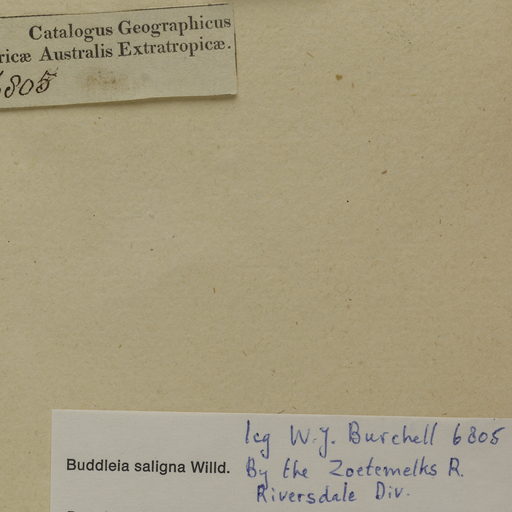 Catalogus Geographicus
ricæ Australis Extratropicæ.
6805
Buddleia saligna Willd.
leg W.J. Burchell 6805
By the Zoetemelks R.
Riversdale Div.